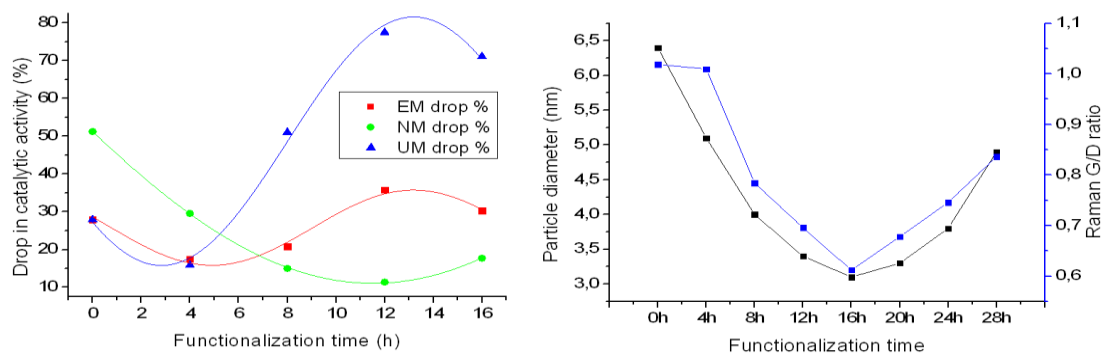 Drop in catalytic activity (%)
80
70
60
50
40
30
20
10
EM drop %
NM drop %
UM drop %
0 2 4 6 8 10 12 14 16
Functionalization time (h)
Particle diameter (nm)
6,5
6,0
5,5
5,0
4,5
4,0
3,5
3,0
0h 4h 8h 12h 16h 20h 24h 28h
Functionalization time
1,1
1,0
0,9
0,8
0,7
0,6
Raman G/D ratio